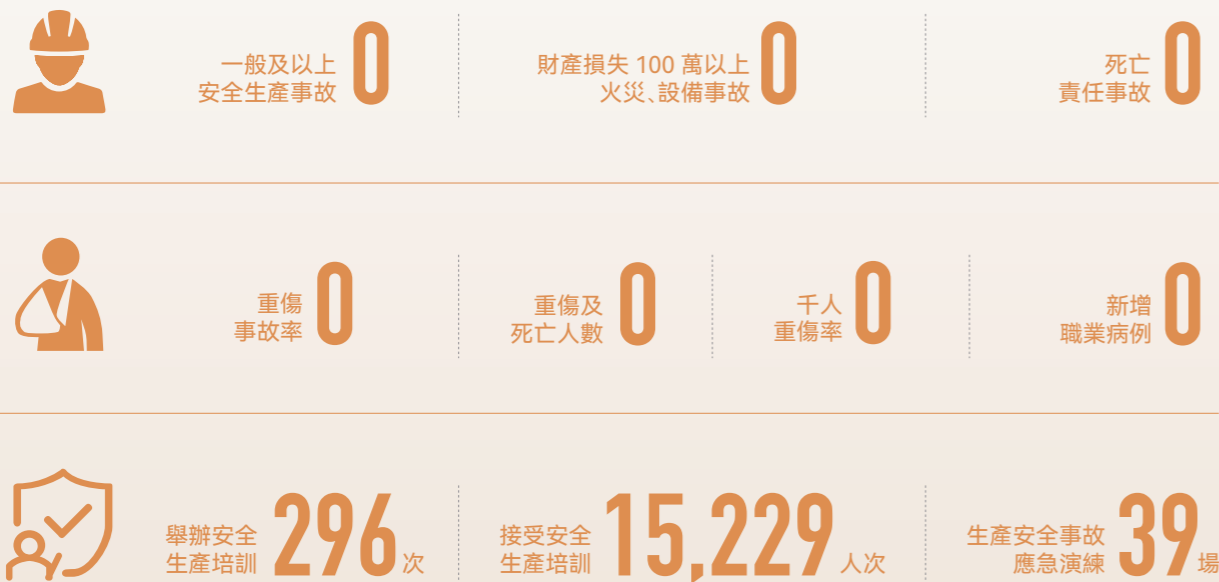 一般及以上
安全生產事故 0
財產損失 100 萬以上
火災、設備事故 0
死亡
責任事故 0
重傷
事故率 0
重傷及
死亡人數 0
千人
重傷率 0
新增
職業病例 0
舉辦安全
生產培訓 296 次
接受安全
生產培訓 15,229 人次
生產安全事故
應急演練 39 場